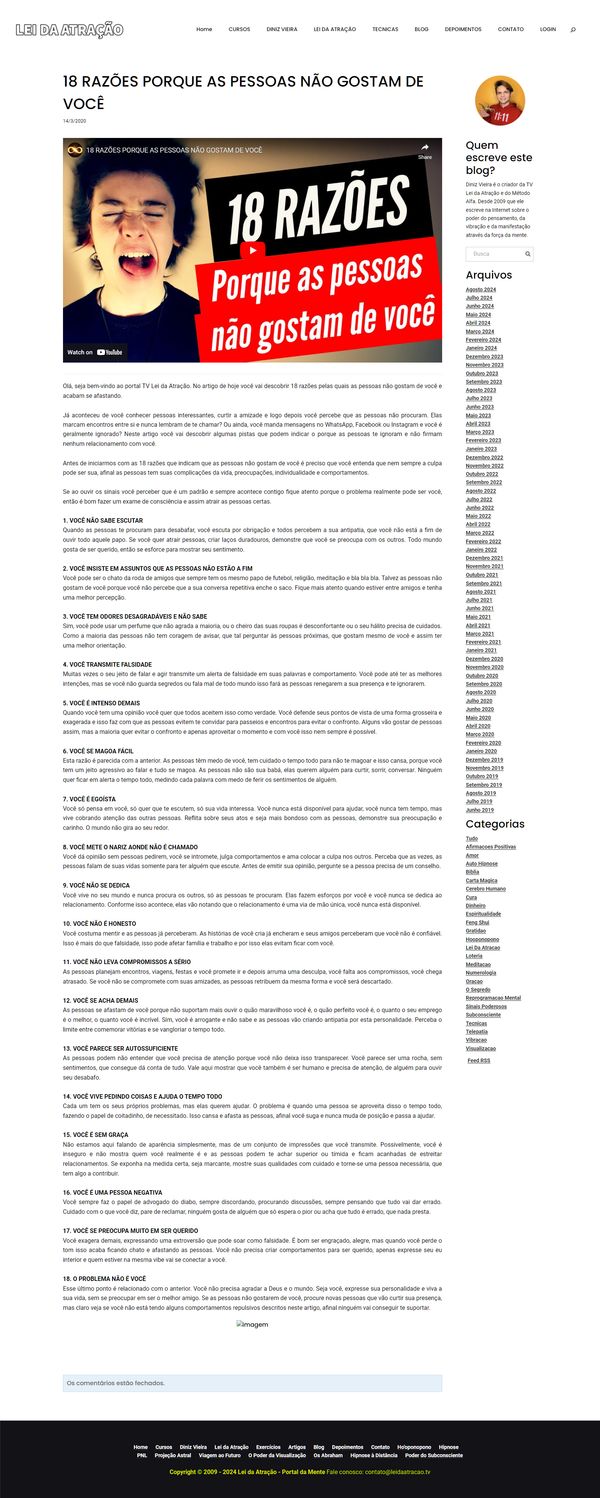 LEI DA ATRAÇÃO
Home CURSOS DINIZ VIEIRA LEI DA ATRAÇÃO TECNICAS BLOG DEPOIMENTOS CONTATO LOGIN
18 RAZÕES PORQUE AS PESSOAS NÃO GOSTAM DE
VOCÊ
14/3/2020
18 RAZÕES PORQUE AS PESSOAS NÃO GOSTAM DE VOCÊ
Share
18 RAZÕES
Porque as pessoas
não gostam de você
Watch on YouTube
Olá, seja bem-vindo ao portal TV Lei da Atração. No artigo de hoje você vai descobrir 18 razões pelas quais as pessoas não gostam de você e
acabam se afastando.
Já aconteceu de você conhecer pessoas interessantes, curtir a amizade e logo depois você percebe que as pessoas não procuram. Elas
marcam encontros entre si e nunca lembram de te chamar? Ou ainda, você manda mensagens no WhatsApp, Facebook ou Instagram e você é
geralmente ignorado? Neste artigo você vai descobrir algumas pistas que podem indicar o porque as pessoas te ignoram e não firmam
nenhum relacionamento com você.
Antes de iniciarmos com as 18 razões que indicam que as pessoas não gostam de você é preciso que você entenda que nem sempre a culpa
pode ser sua, afinal as pessoas tem suas complicações da vida, preocupações, individualidade e comportamentos.
Se ao ouvir os sinais você perceber que é um padrão e sempre acontece contigo fique atento porque o problema realmente pode ser você,
então é bom fazer um exame de consciência e assim atrair as pessoas certas.
1. VOCÊ NÃO SABE ESCUTAR
Quando as pessoas te procuram para desabafar, você escuta por obrigação e todos percebem a sua antipatia, que você não está a fim de
ouvir todo aquele papo. Se você quer atrair pessoas, criar laços duradouros, demonstre que você se preocupa com os outros. Todo mundo
gosta de ser querido, então se esforce para mostrar seu sentimento.
2. VOCÊ INSISTE EM ASSUNTOS QUE AS PESSOAS NÃO ESTÃO A FIM
Você pode ser o chato da roda de amigos que sempre tem os mesmo papo de futebol, religião, meditação e bla bla bla. Talvez as pessoas não
gostam de você porque você não percebe que a sua conversa repetitiva enche o saco. Fique mais atento quando estiver entre amigos e tenha
uma melhor percepção.
3. VOCÊ TEM ODORES DESAGRADÁVEIS E NÃO SABE
Sim, você pode usar um perfume que não agrada a maioria, ou o cheiro das suas roupas é desconfortante ou o seu hálito precisa de cuidados.
Como a maioria das pessoas não tem coragem de avisar, que tal perguntar às pessoas próximas, que gostam mesmo de você e assim ter
uma melhor orientação.
4. VOCÊ TRANSMITE FALSIDADE
Muitas vezes o seu jeito de falar e agir transmite um alerta de falsidade em suas palavras e comportamento. Você pode até ter as melhores
intenções, mas se você não guarda segredos ou fala mal de todo mundo isso fará as pessoas renegarem a sua presença e te ignorarem.
5. VOCÊ É INTENSO DEMAIS
Quando você tem uma opinião você quer que todos aceitem isso como verdade. Você defende seus pontos de vista de uma forma grosseira e
exagerada e isso faz com que as pessoas evitem te convidar para passeios e encontros para evitar o confronto. Alguns vão gostar de pessoas
assim, mas a maioria quer evitar o confronto e apenas aproveitar o momento e com você isso nem sempre é possível.
6. VOCÊ SE MAGOA FÁCIL
Esta razão é parecida com a anterior. As pessoas têm medo de você, tem cuidado o tempo todo para não te magoar e isso cansa, porque você
tem um jeito agressivo ao falar e tudo se magoa. As pessoas não são sua babá, elas querem alguém para curtir, sorrir, conversar. Ninguém
quer ficar em alerta o tempo todo, medindo cada palavra com medo de ferir os sentimentos de alguém.
7. VOCÊ É EGOÍSTA
Você só pensa em você, só quer que te escutem, só sua vida interessa. Você nunca está disponível para ajudar, você nunca tem tempo, mas
vive cobrando atenção das outras pessoas. Reflita sobre seus atos e seja mais bondoso com as pessoas, demonstre sua preocupação e
carinho. O mundo não gira ao seu redor.
8. VOCÊ METE O NARIZ AONDE NÃO É CHAMADO
Você dá opinião sem pessoas pedirem, você se intromete, julga comportamentos e ama colocar a culpa nos outros. Perceba que as vezes, as
pessoas falam de suas vidas somente para ter alguém que escute. Antes de emitir sua opinião, pergunte se a pessoa precisa de um conselho.
9. VOCÊ NÃO SE DEDICA
Você vive no seu mundo e nunca procura os outros, só as pessoas te procuram. Elas fazem esforços por você e você nunca se dedica ao
relacionamento. Conforme isso acontece, elas vão notando que o relacionamento é uma via de mão única, você nunca está disponível.
10. VOCÊ NÃO É HONESTO
Você costuma mentir e as pessoas já perceberam. As histórias de você cria já encheram e seus amigos perceberam que você não é confiável.
Isso é mais do que falsidade, isso pode afetar família e trabalho e por isso elas evitam ficar com você.
11. VOCÊ NÃO LEVA COMPROMISSOS A SÉRIO
As pessoas planejam encontros, viagens, festas e você promete ir e depois arruma uma desculpa, você falta aos compromissos, você chega
atrasado. Se você não se compromete com suas amizades, as pessoas retribuem da mesma forma e você será descartado.
12. VOCÊ SE ACHA DEMAIS
As pessoas se afastam de você porque não suportam mais ouvir o quão maravilhoso você é, o quão perfeito você é, o quanto o seu emprego
é o melhor, o quanto você é incrível. Sim, você é arrogante e não sabe e as pessoas vão criando antipatia por esta personalidade. Perceba o
limite entre comemorar vitórias e se vangloriar o tempo todo.
13. VOCÊ PARECE SER AUTOSSUFICIENTE
As pessoas podem não entender que você precisa de atenção porque você não deixa isso transparecer. Você parece ser uma rocha, sem
sentimentos, que consegue dá conta de tudo. Vale aqui mostrar que você também é ser humano e precisa de atenção, de alguém para ouvir
seu desabafo.
14. VOCÊ VIVE PEDINDO COISAS E AJUDA O TEMPO TODO
Cada um tem os seus próprios problemas, mas elas querem ajudar. O problema é quando uma pessoa se aproveita disso o tempo todo,
fazendo o papel de coitadinho, de necessitado. Isso cansa e afasta as pessoas, afinal você suga e nunca muda de posição e passa a ajudar.
15. VOCÊ É SEM GRAÇA
Não estamos aqui falando de aparência simplesmente, mas de um conjunto de impressões que você transmite. Possivelmente, você é
inseguro e não mostra quem você realmente é e as pessoas podem te achar superior ou tímida e ficam acanhadas de estreitar
relacionamentos. Se exponha na medida certa, seja marcante, mostre suas qualidades com cuidado e torne-se uma pessoa necessária, que
tem algo a contribuir.
16. VOCÊ É UMA PESSOA NEGATIVA
Você sempre faz o papel de advogado do diabo, sempre discordando, procurando discussões, sempre pensando que tudo vai dar errado.
Cuidado com o que você diz, pare de reclamar, ninguém gosta de alguém que só espera o pior ou acha que tudo é errado, que nada presta.
17. VOCÊ SE PREOCUPA MUITO EM SER QUERIDO
Você exagera demais, expressando uma extroversão que pode soar como falsidade. É bom ser engraçado, alegre, mas quando você perde o
tom isso acaba ficando chato e afastando as pessoas. Você não precisa criar comportamentos para ser querido, apenas expresse seu eu
interior e quem estiver na mesma vibe vai se conectar a você.
18. O PROBLEMA NÃO É VOCÊ
Esse último ponto é relacionado com o anterior. Você não precisa agradar a Deus e o mundo. Seja você, expresse sua personalidade e viva a
sua vida, sem se preocupar em ser o melhor amigo. Se as pessoas não gostarem de você, procure novas pessoas que vão curtir sua presença,
mas claro veja se você não está tendo alguns comportamentos repulsivos descritos neste artigo, afinal ninguém vai conseguir te suportar.
imagem
Os comentários estão fechados.
11:11
Quem
escreve este
blog?
Diniz Vieira é o criador da TV
Lei da Atração e do Método
Alfa. Desde 2009 que ele
escreve na Internet sobre o
poder do pensamento, da
vibração e da manifestação
através da força da mente.
Busca
Arquivos
Agosto 2024
Julho 2024
Junho 2024
Maio 2024
Abril 2024
Março 2024
Fevereiro 2024
Janeiro 2024
Dezembro 2023
Novembro 2023
Outubro 2023
Setembro 2023
Agosto 2023
Julho 2023
Junho 2023
Maio 2023
Abril 2023
Março 2023
Fevereiro 2023
Janeiro 2023
Dezembro 2022
Novembro 2022
Outubro 2022
Setembro 2022
Agosto 2022
Julho 2022
Junho 2022
Maio 2022
Abril 2022
Março 2022
Fevereiro 2022
Janeiro 2022
Dezembro 2021
Novembro 2021
Outubro 2021
Setembro 2021
Agosto 2021
Julho 2021
Junho 2021
Maio 2021
Abril 2021
Março 2021
Fevereiro 2021
Janeiro 2021
Dezembro 2020
Novembro 2020
Outubro 2020
Setembro 2020
Agosto 2020
Julho 2020
Junho 2020
Maio 2020
Abril 2020
Março 2020
Fevereiro 2020
Janeiro 2020
Dezembro 2019
Novembro 2019
Outubro 2019
Setembro 2019
Agosto 2019
Julho 2019
Junho 2019
Categorias
Tudo
Afirmacoes Positivas
Amor
Auto Hipnose
Biblia
Carta Magica
Cerebro Humano
Cura
Dinheiro
Espiritualidade
Feng Shui
Gratidao
Hooponopono
Lei Da Atracao
Loteria
Meditacao
Numerologia
Oracao
O Segredo
Reprogramacao Mental
Sinais Poderosos
Subconsciente
Tecnicas
Telepatia
Vibracao
Visualizacao
Feed RSS
Home Cursos Diniz Vieira Lei da Atração Exercícios Artigos Blog Depoimentos Contato Ho'oponopono Hipnose
PNL Projeção Astral Viagem ao Futuro O Poder da Visualização Os Abraham Hipnose à Distância Poder do Subconsciente
Copyright © 2009 - 2024 Lei da Atração - Portal da Mente Fale conosco: contato@leidaatracao.tv